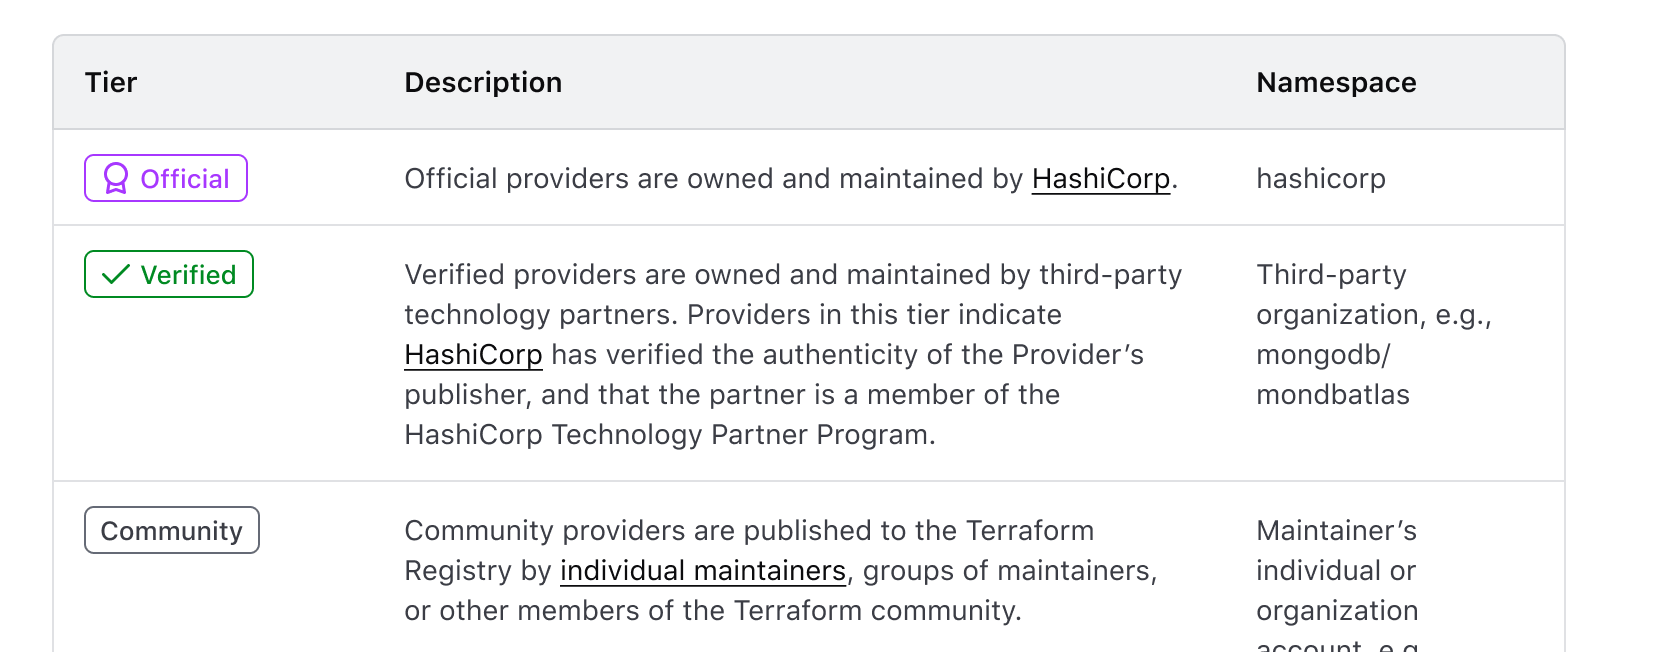 Tier Description Namespace
Official Official providers are owned and maintained by HashiCorp. hashicorp
Verified Verified providers are owned and maintained by third-party Third-party
technology partners. Providers in this tier indicate organization, e.g.,
HashiCorp has verified the authenticity of the Provider’s mongodb/
publisher, and that the partner is a member of the mondbatlas
HashiCorp Technology Partner Program.
Community Community providers are published to the Terraform Maintainer’s
Registry by individual maintainers, groups of maintainers, individual or
or other members of the Terraform community. organization
account, e.g.